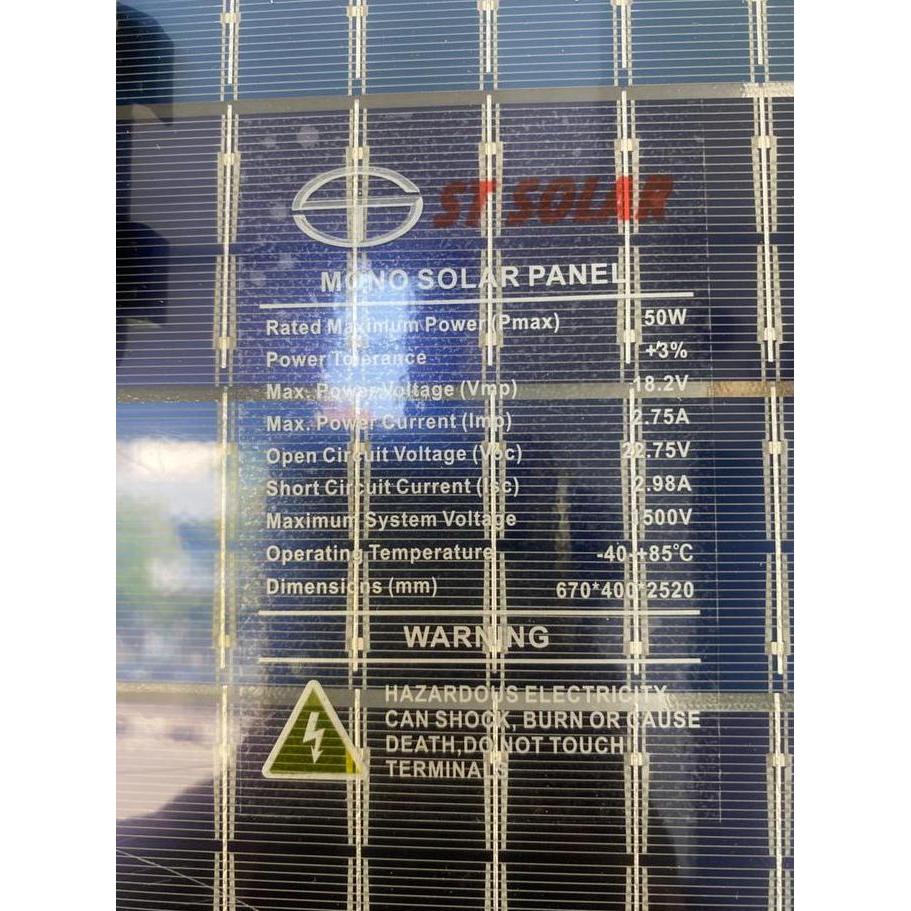 ST SOLAR
MONO SOLAR PANEL
Rated Maximum Power (Pmax) 50W
Power Tolerance +3%
Max. Power Voltage (Vmp) 18.2V
Max. Power Current (Imp) 2.75A
Open Circuit Voltage (Voc) 22.75V
Short Circuit Current (Isc) 2.98A
Maximum System Voltage
Operating Temperature -40-+85°C
Dimensions (mm) 670*400*2520
WARNING
HAZARDOUS ELECTRICITY
CAN SHOCK, BURN OR CAUSE
DEATH,DO NOT TOUCH
TERMINALS